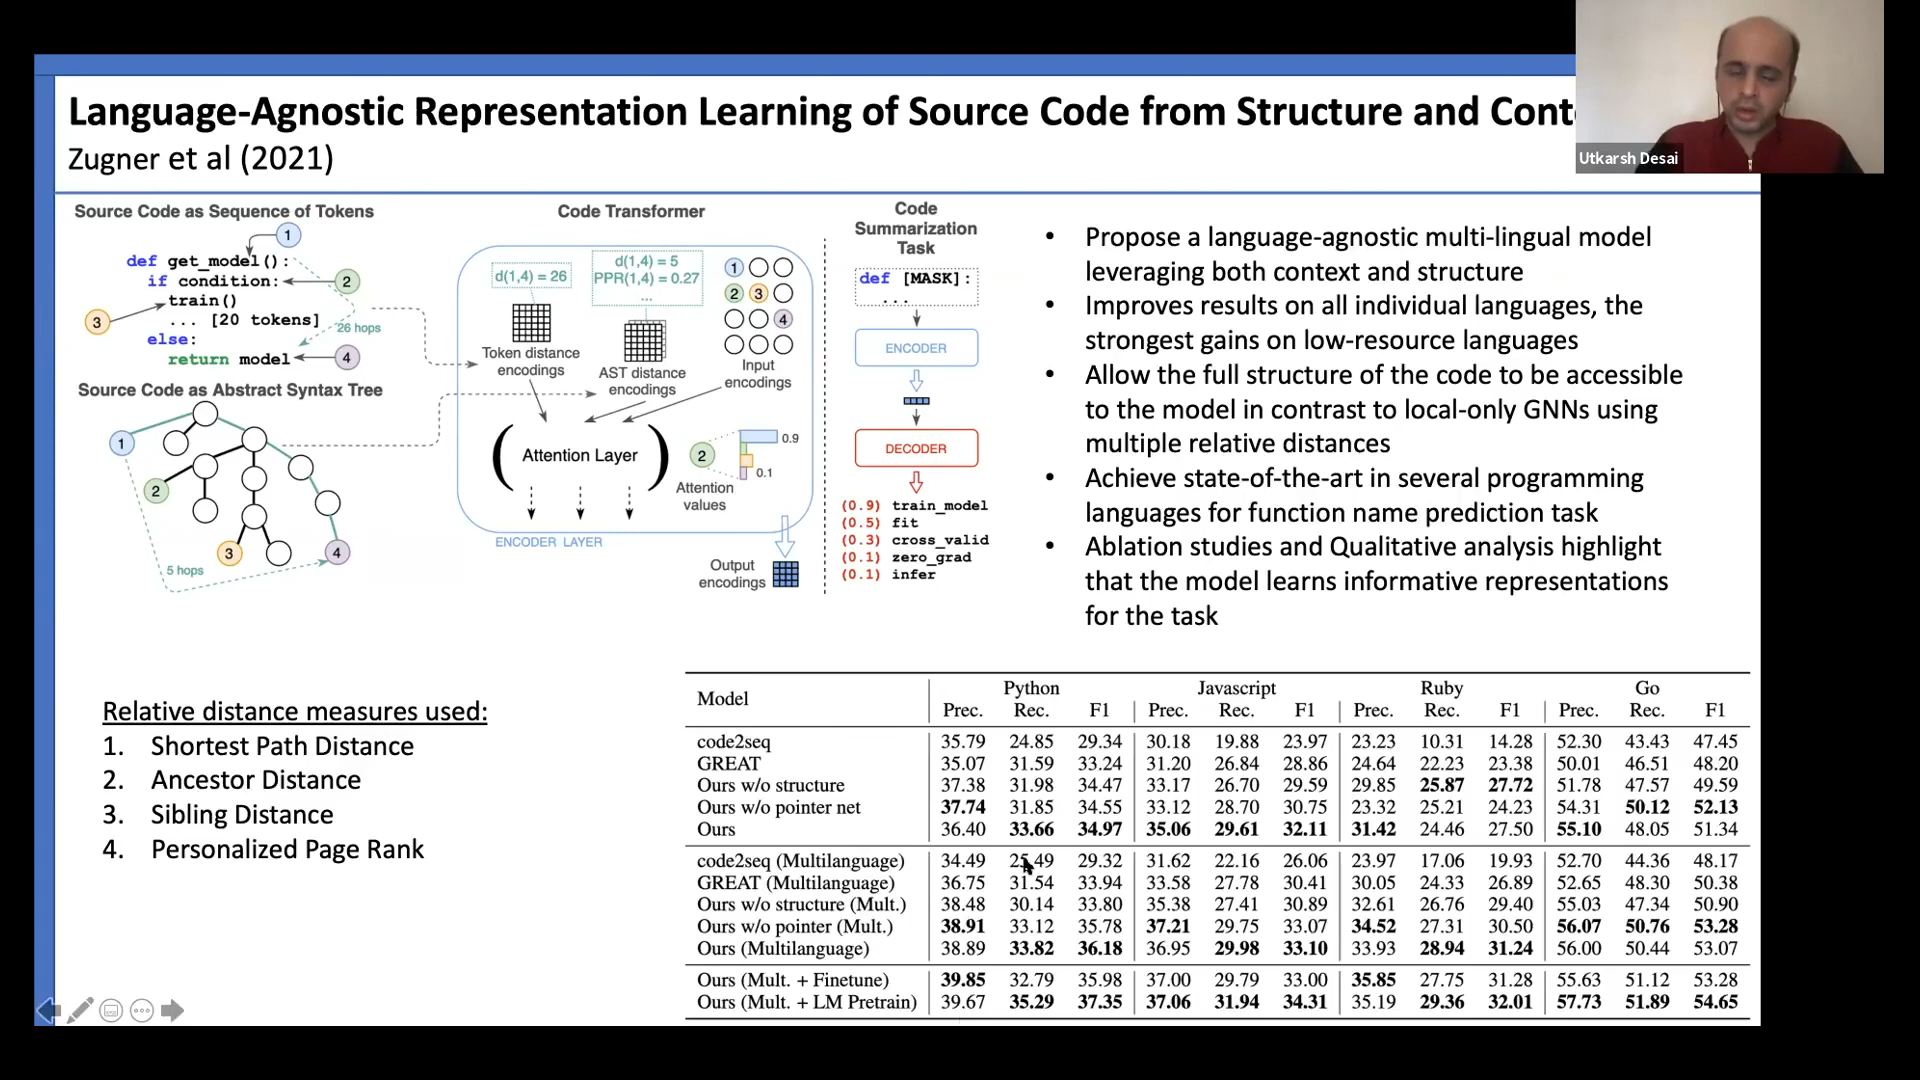 Language-Agnostic Representation Learning of Source Code from Structure and
Zugner et al (2021)
Utkarsh Desai
Source Code as Sequence of Tokens
1
def get_model():
if condition:
2
train()
3
... [20 tokens]
26 hops
else:
return model
4
Source Code as Abstract Syntax Tree
1
2
3
4
5 hops
Code Transformer
d(1,4) = 26
d(1,4) = 5
PPR(1,4) = 0.27
...
1
2 3
4
Token distance
encodings
AST distance
encodings
Input
encodings
Attention Layer
2
0.9
0.1
Attention
values
ENCODER LAYER
Output
encodings
Code
Summarization
Task
def [MASK]:
...
ENCODER
DECODER
(0.9) train_model
(0.5) fit
(0.3) cross_valid
(0.1) zero_grad
(0.1) infer
• Propose a language-agnostic multi-lingual model
leveraging both context and structure
• Improves results on all individual languages, the
strongest gains on low-resource languages
• Allow the full structure of the code to be accessible
to the model in contrast to local-only GNNs using
multiple relative distances
• Achieve state-of-the-art in several programming
languages for function name prediction task
• Ablation studies and Qualitative analysis highlight
that the model learns informative representations
for the task
Relative distance measures used:
1. Shortest Path Distance
2. Ancestor Distance
3. Sibling Distance
4. Personalized Page Rank
Model Python Javascript Ruby Go
Prec. Rec. F1 Prec. Rec. F1 Prec. Rec. F1 Prec. Rec. F1
code2seq 35.79 24.85 29.34 30.18 19.88 23.97 23.23 10.31 14.28 52.30 43.43 47.45
GREAT 35.07 31.59 33.24 31.20 26.84 28.86 24.64 22.23 23.38 50.01 46.51 48.20
Ours w/o structure 37.38 31.98 34.47 33.17 26.70 29.59 29.85 25.87 27.72 51.78 47.57 49.59
Ours w/o pointer net 37.74 31.85 34.55 33.12 28.70 30.75 23.32 25.21 24.23 54.31 50.12 52.13
Ours 36.40 33.66 34.97 35.06 29.61 32.11 31.42 24.46 27.50 55.10 48.05 51.34
code2seq (Multilanguage) 34.49 25.49 29.32 31.62 22.16 26.06 23.97 17.06 19.93 52.70 44.36 48.17
GREAT (Multilanguage) 36.75 31.54 33.94 33.58 27.78 30.41 30.05 24.33 26.89 52.65 48.30 50.38
Ours w/o structure (Mult.) 38.48 30.14 33.80 35.38 27.41 30.89 32.61 26.76 29.40 55.03 47.34 50.90
Ours w/o pointer (Mult.) 38.91 33.12 35.78 37.21 29.75 33.07 34.52 27.31 30.50 56.07 50.76 53.28
Ours (Multilanguage) 38.89 33.82 36.18 36.95 29.98 33.10 33.93 28.94 31.24 56.00 50.44 53.07
Ours (Mult. + Finetune) 39.85 32.79 35.98 37.00 29.79 33.00 35.85 27.75 31.28 55.63 51.12 53.28
Ours (Mult. + LM Pretrain) 39.67 35.29 37.35 37.06 31.94 34.31 35.19 29.36 32.01 57.73 51.89 54.65